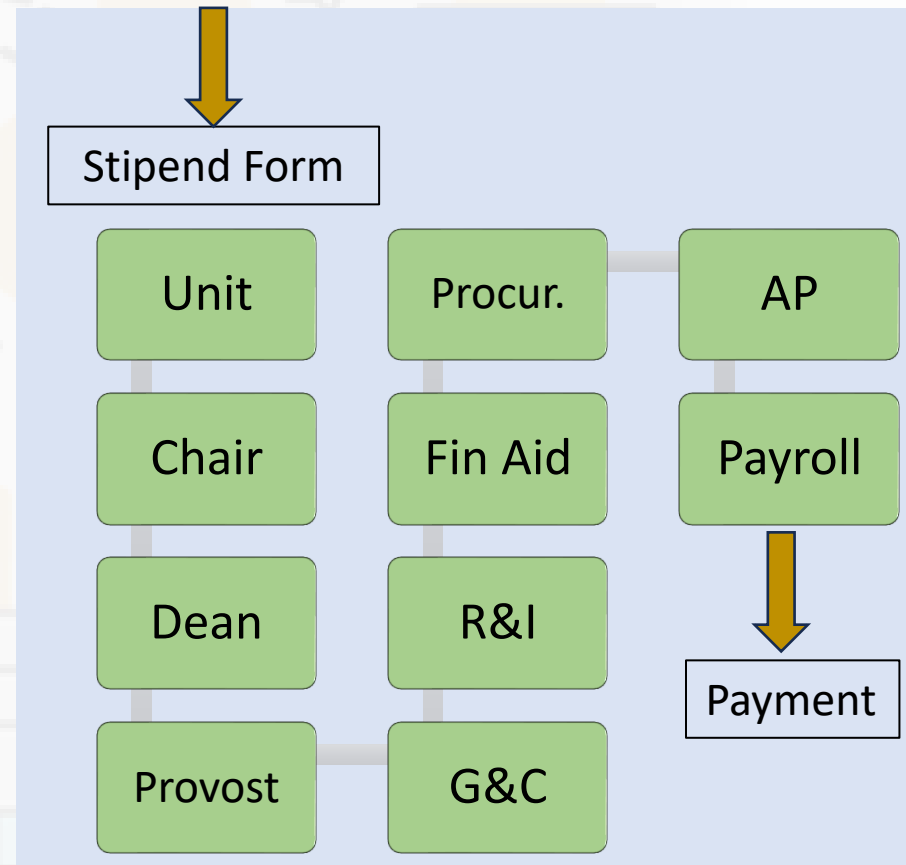 Stipend Form
Unit
Chair
Dean
Provost
G&C
R&I
Fin Aid
Procur.
AP
Payroll
Payment